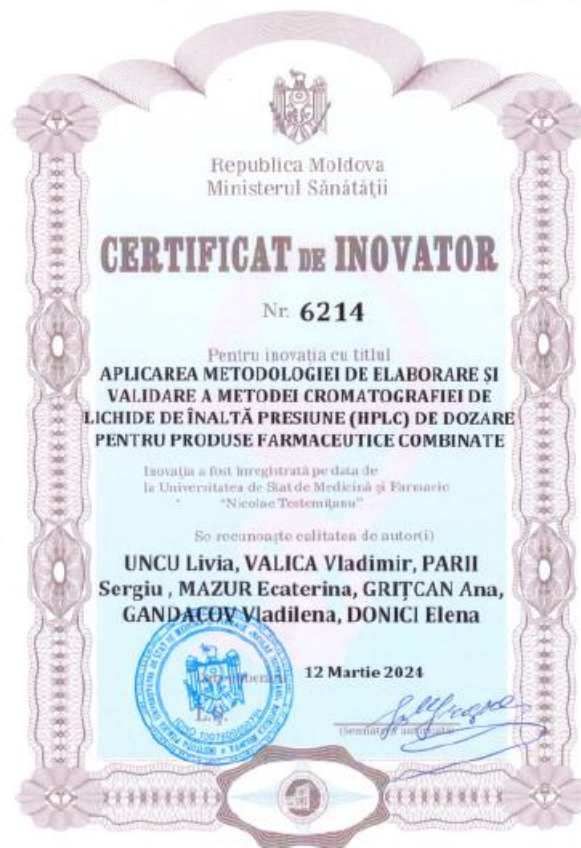 Republica Moldova
Ministerul Sănătății
CERTIFICAT DE INOVATOR
Nr. 6214
Pentru inovația cu titlul
APLICAREA METODOLOGIEI DE ELABORARE ȘI
VALIDARE A METODEI CROMATOGRAFIEI DE
LICHIDE DE ÎNALTĂ PRESIUNE (HPLC) DE DOZARE
PENTRU PRODUSE FARMACEUTICE COMBINATE
Inovația a fost înregistrată pe data de
la Universitatea de Stat de Medicină și Farmacie
"Nicolae Testemițanu"
Se recunoaște calitatea de autor(i)
UNCU Livia, VALICA Vladimir, PARII
Sergiu , MAZUR Ecaterina, GRIȚCAN Ana,
GANDACOV Vladilena, DONICI Elena
12 Martie 2024
L.Ș.